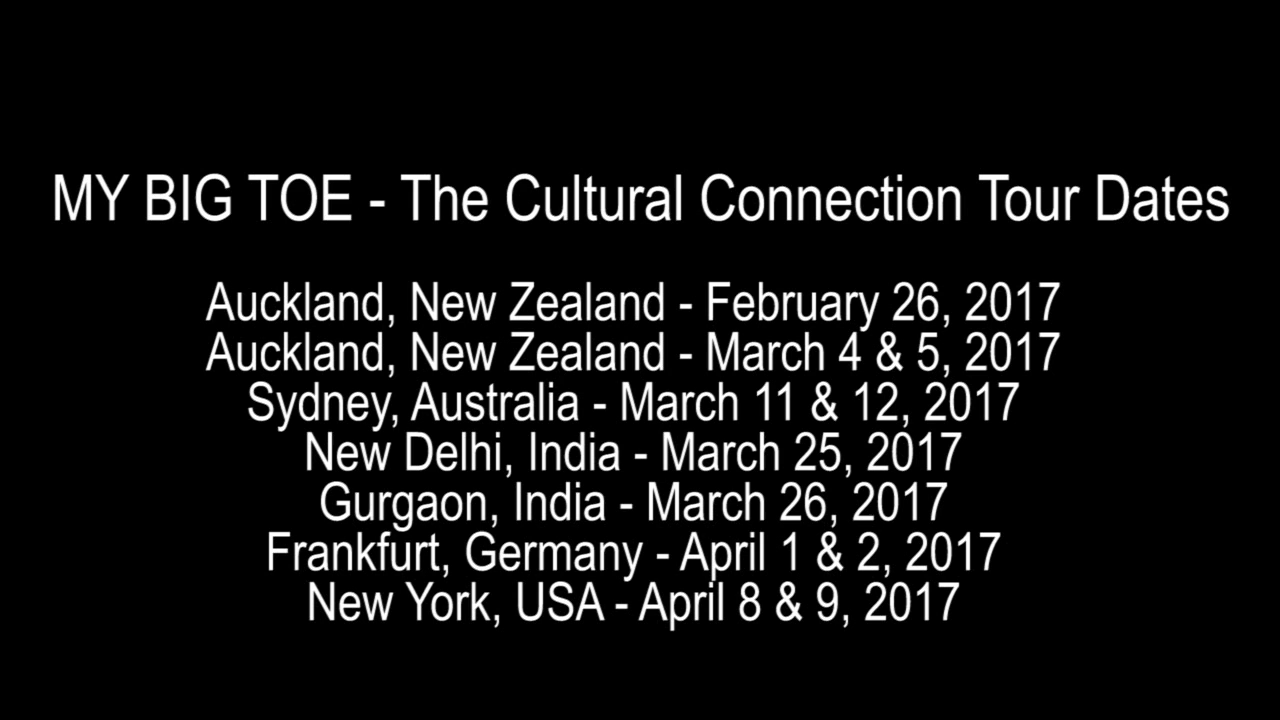 MY BIG TOE - The Cultural Connection Tour Dates
Auckland, New Zealand - February 26, 2017
Auckland, New Zealand - March 4 & 5, 2017
Sydney, Australia - March 11 & 12, 2017
New Delhi, India - March 25, 2017
Gurgaon, India - March 26, 2017
Frankfurt, Germany - April 1 & 2, 2017
New York, USA - April 8 & 9, 2017